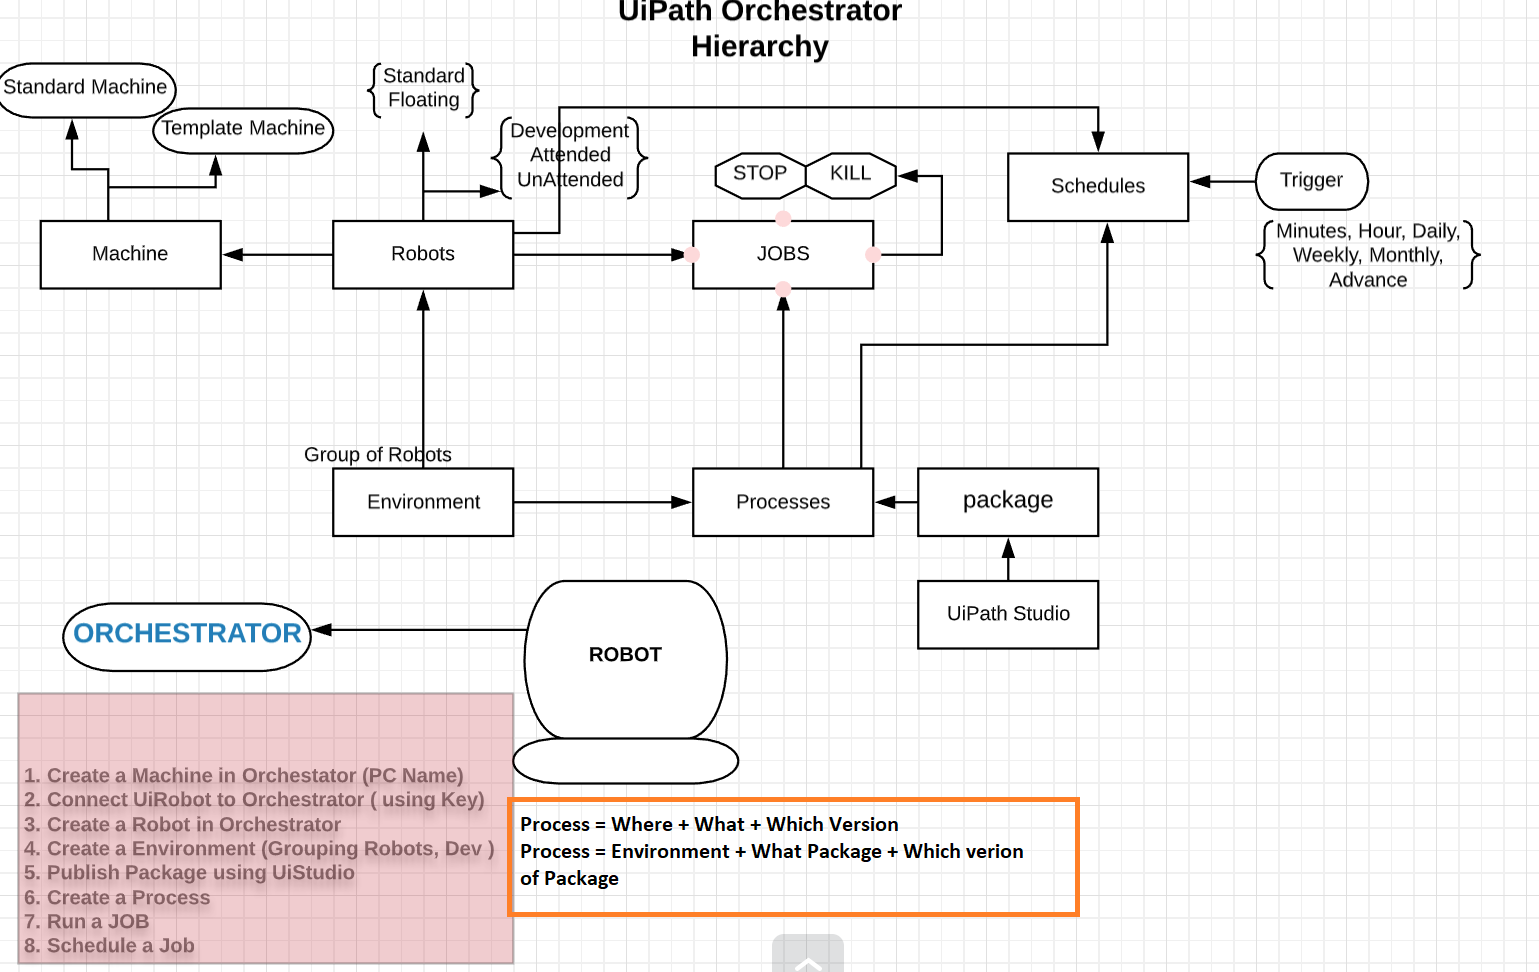 UiPath Orchestrator
Hierarchy
Standard Machine
Template Machine
Standard
Floating
Development
Attended
UnAttended
STOP
KILL
Schedules
Trigger
Minutes, Hour, Daily,
Weekly, Monthly,
Advance
Machine
Robots
JOBS
Group of Robots
Environment
Processes
package
UiPath Studio
ORCHESTRATOR
ROBOT
1. Create a Machine in Orchestator (PC Name)
2. Connect UiRobot to Orchestrator ( using Key)
3. Create a Robot in Orchestrator
4. Create a Environment (Grouping Robots, Dev )
5. Publish Package using UiStudio
6. Create a Process
7. Run a JOB
8. Schedule a Job
Process = Where + What + Which Version
Process = Environment + What Package + Which verion
of Package